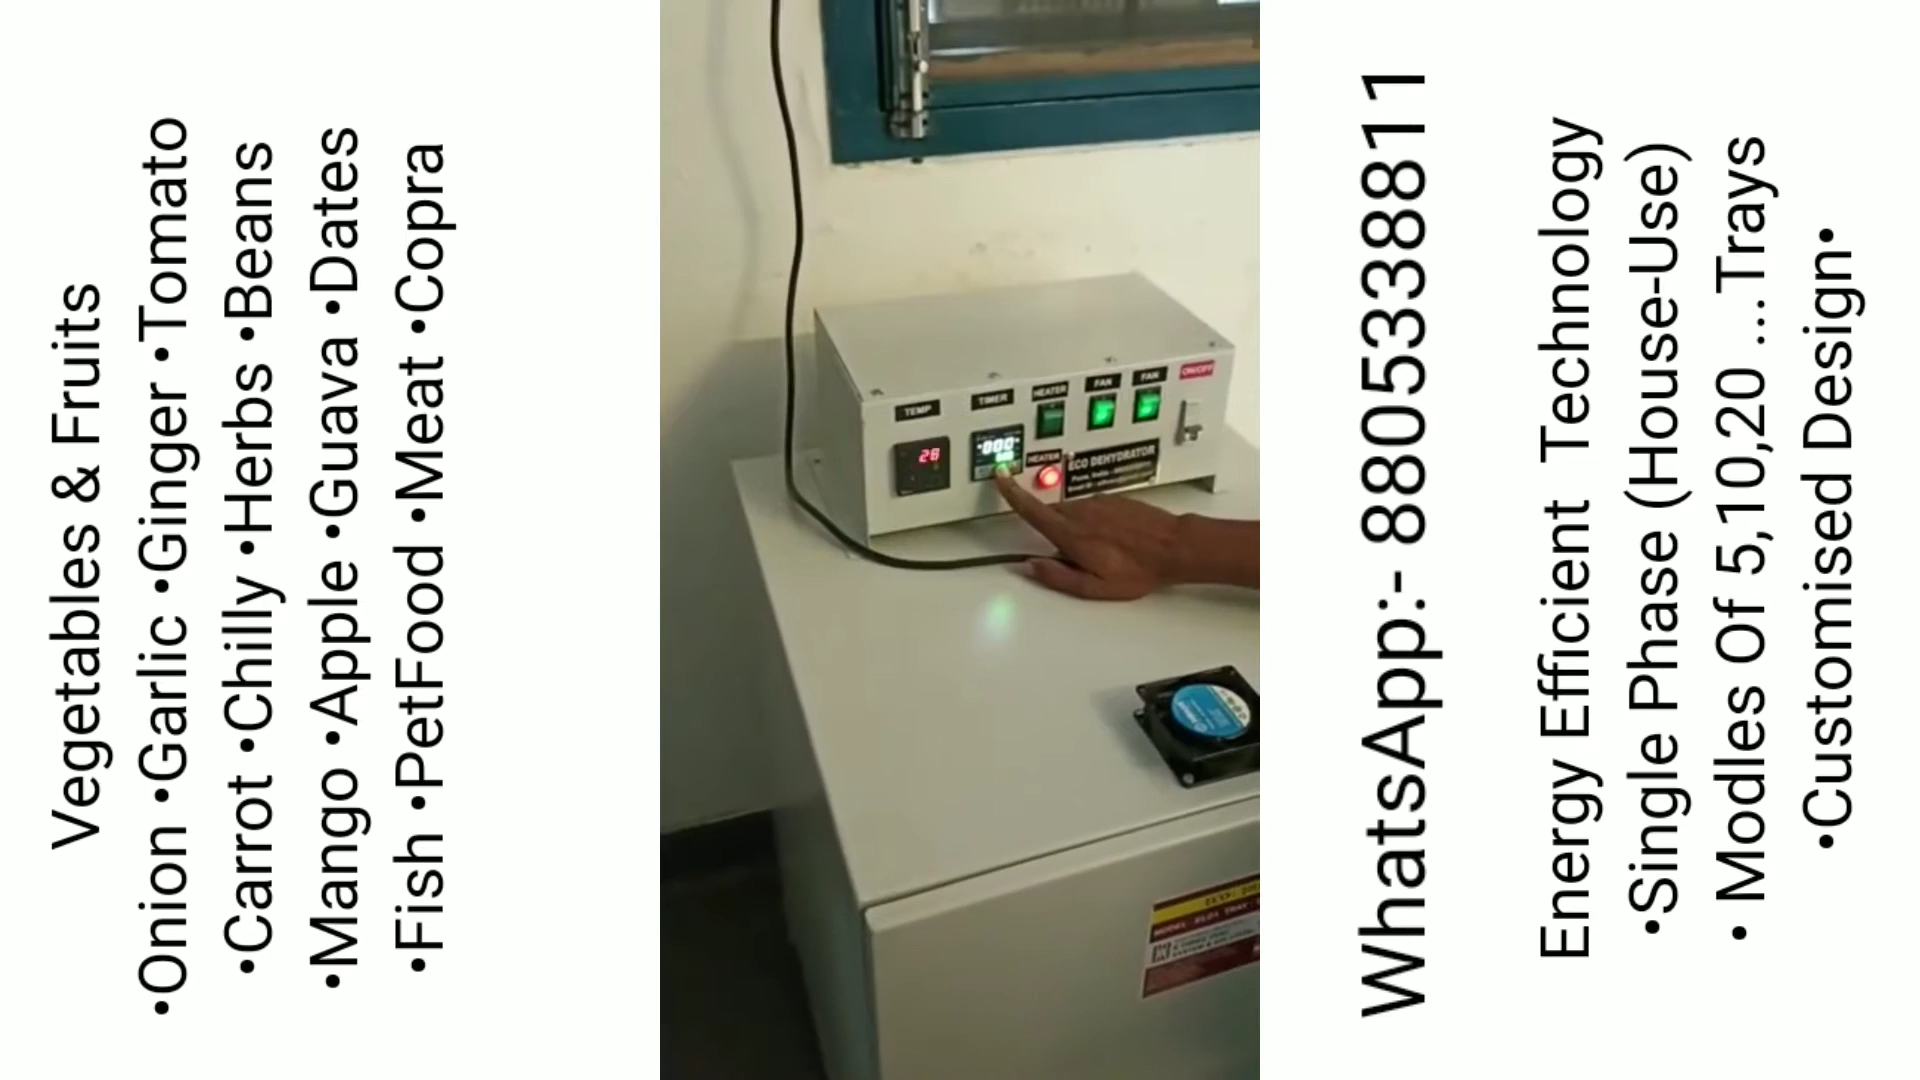 Vegetables & Fruits
•Onion •Garlic •Ginger •Tomato
•Carrot •Chilly •Herbs •Beans
•Mango •Apple •Guava •Dates
•Fish •PetFood •Meat •Copra
TEMP
TIMER
HEATER
FAN
FAN
ON/OFF
28
000
HEATER
ECO DEHYDRATOR
WhatsApp:- 8805338811
Energy Efficient Technology
•Single Phase (House-Use)
• Modles Of 5,10,20 ...Trays
•Customised Design•